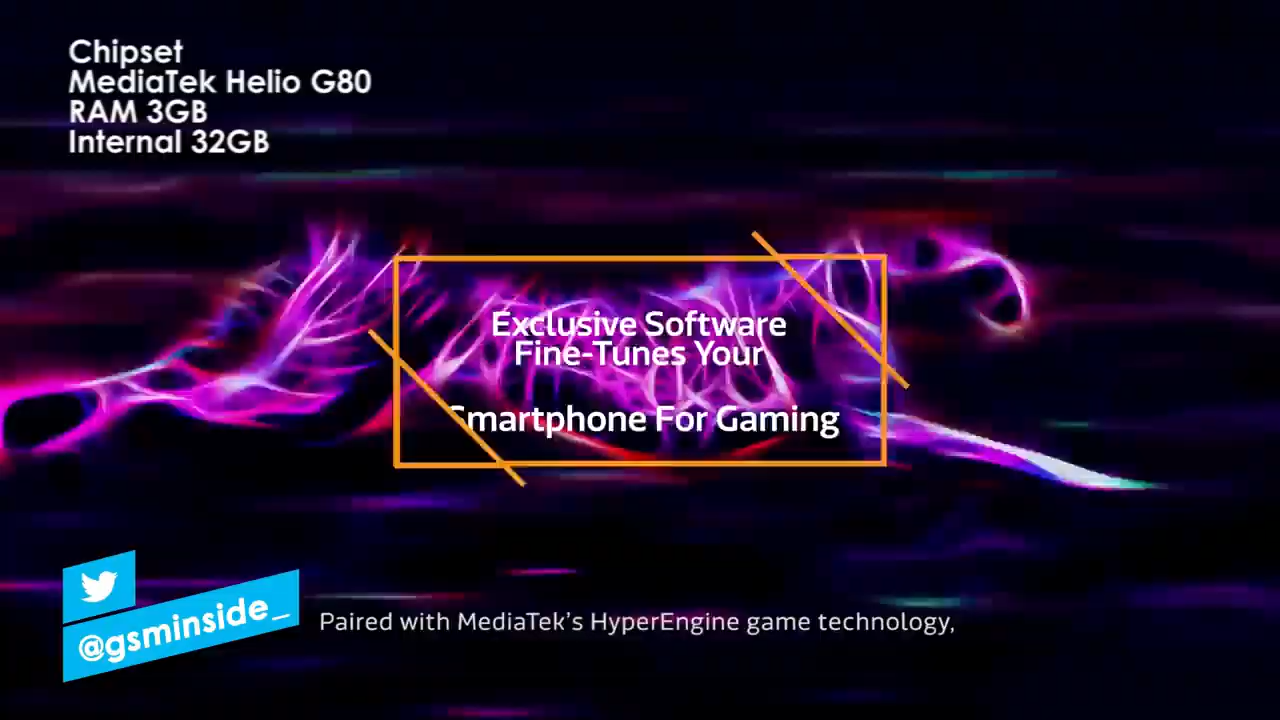 Chipset
MediaTek Helio G80
RAM 3GB
Internal 32GB
Exclusive Software
Fine-Tunes Your
Smartphone For Gaming
@gsminside_
Paired with MediaTek’s HyperEngine game technology,